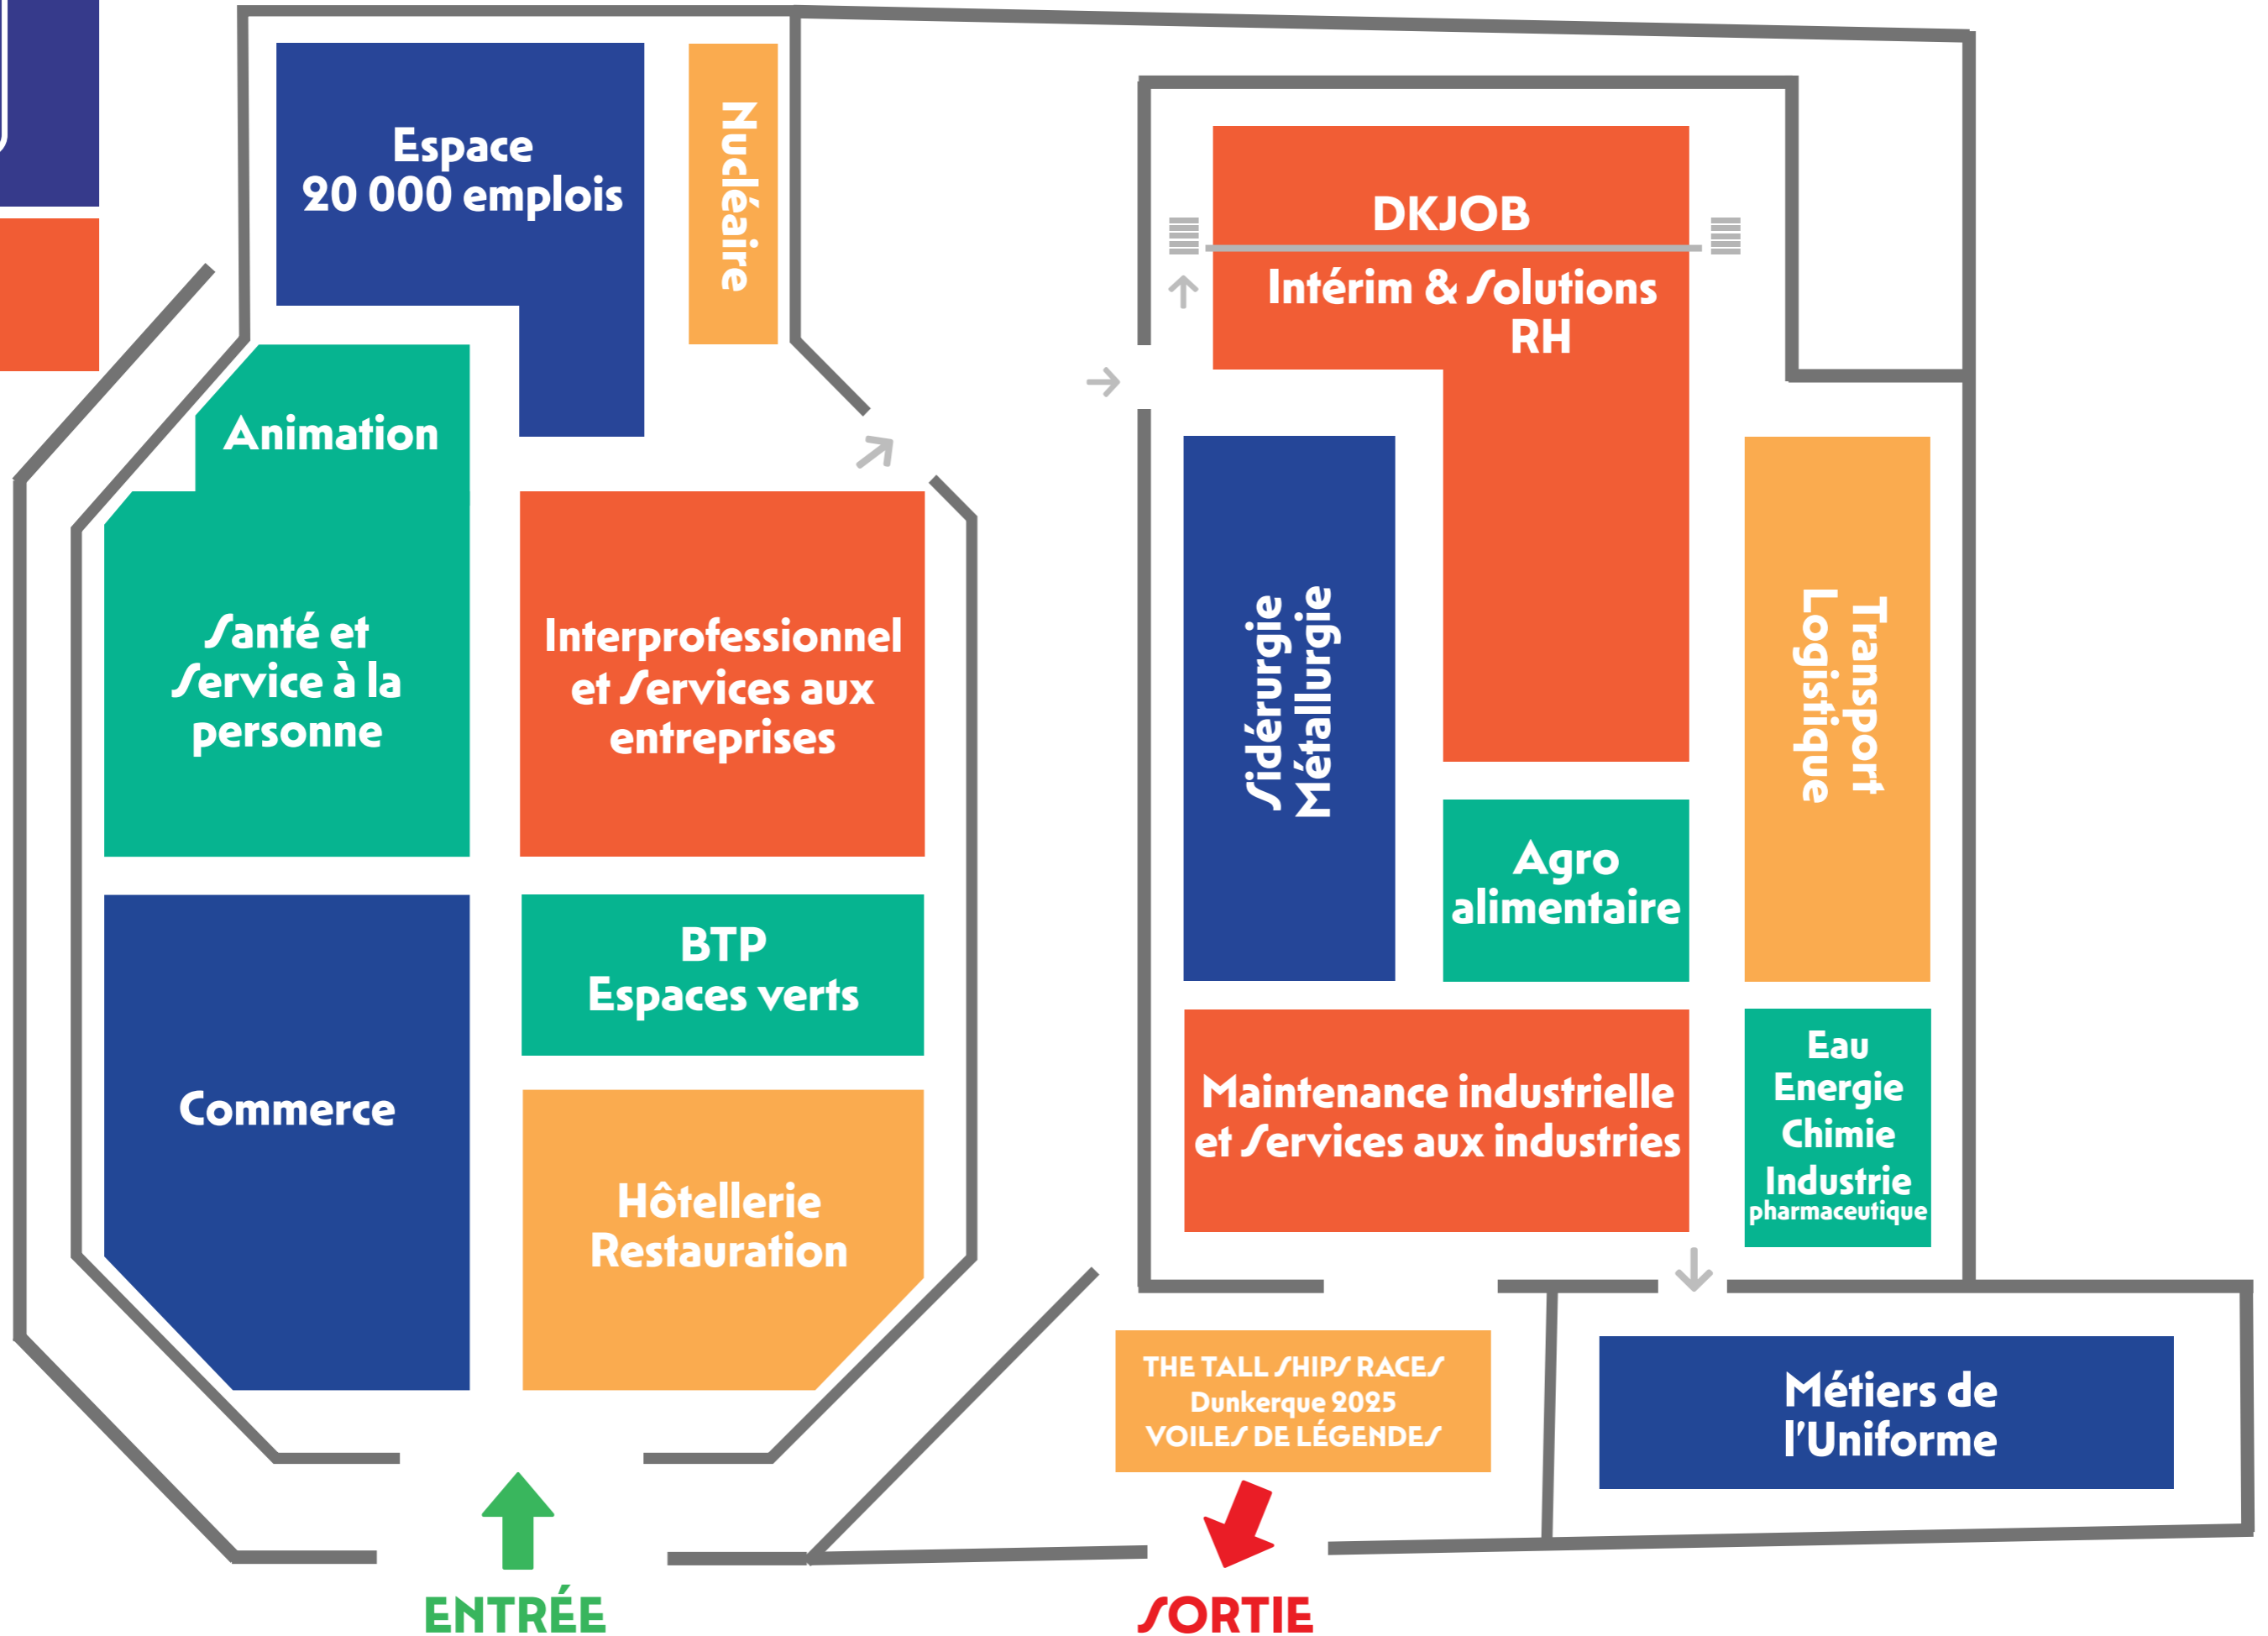 Espace
20 000 emplois
Nucléaire
Animation
Santé et
Service à la
personne
Interprofessionnel
et Services aux
entreprises
Commerce
BTP
Espaces verts
Hôtellerie
Restauration
ENTRÉE
DKJOB
Intérim & Solutions
RH
Sidérurgie
Métallurgie
Transport
Logistique
Agro
alimentaire
Maintenance industrielle
et Services aux industries
Eau
Energie
Chimie
Industrie
pharmaceutique
THE TALL SHIPS RACES
Dunkerque 2025
VOILES DE LÉGENDES
Métiers de
l'Uniforme
SORTIE